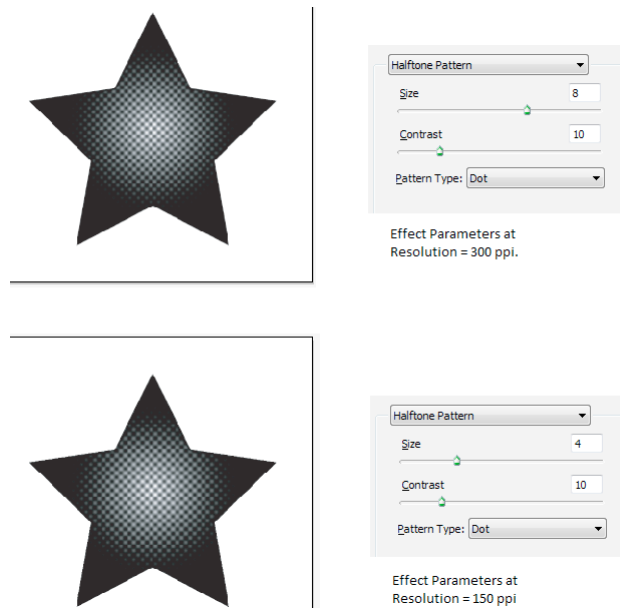 Halftone Pattern
Size 8
Contrast 10
Pattern Type: Dot
Effect Parameters at
Resolution = 300 ppi.
Halftone Pattern
Size 4
Contrast 10
Pattern Type: Dot
Effect Parameters at
Resolution = 150 ppi